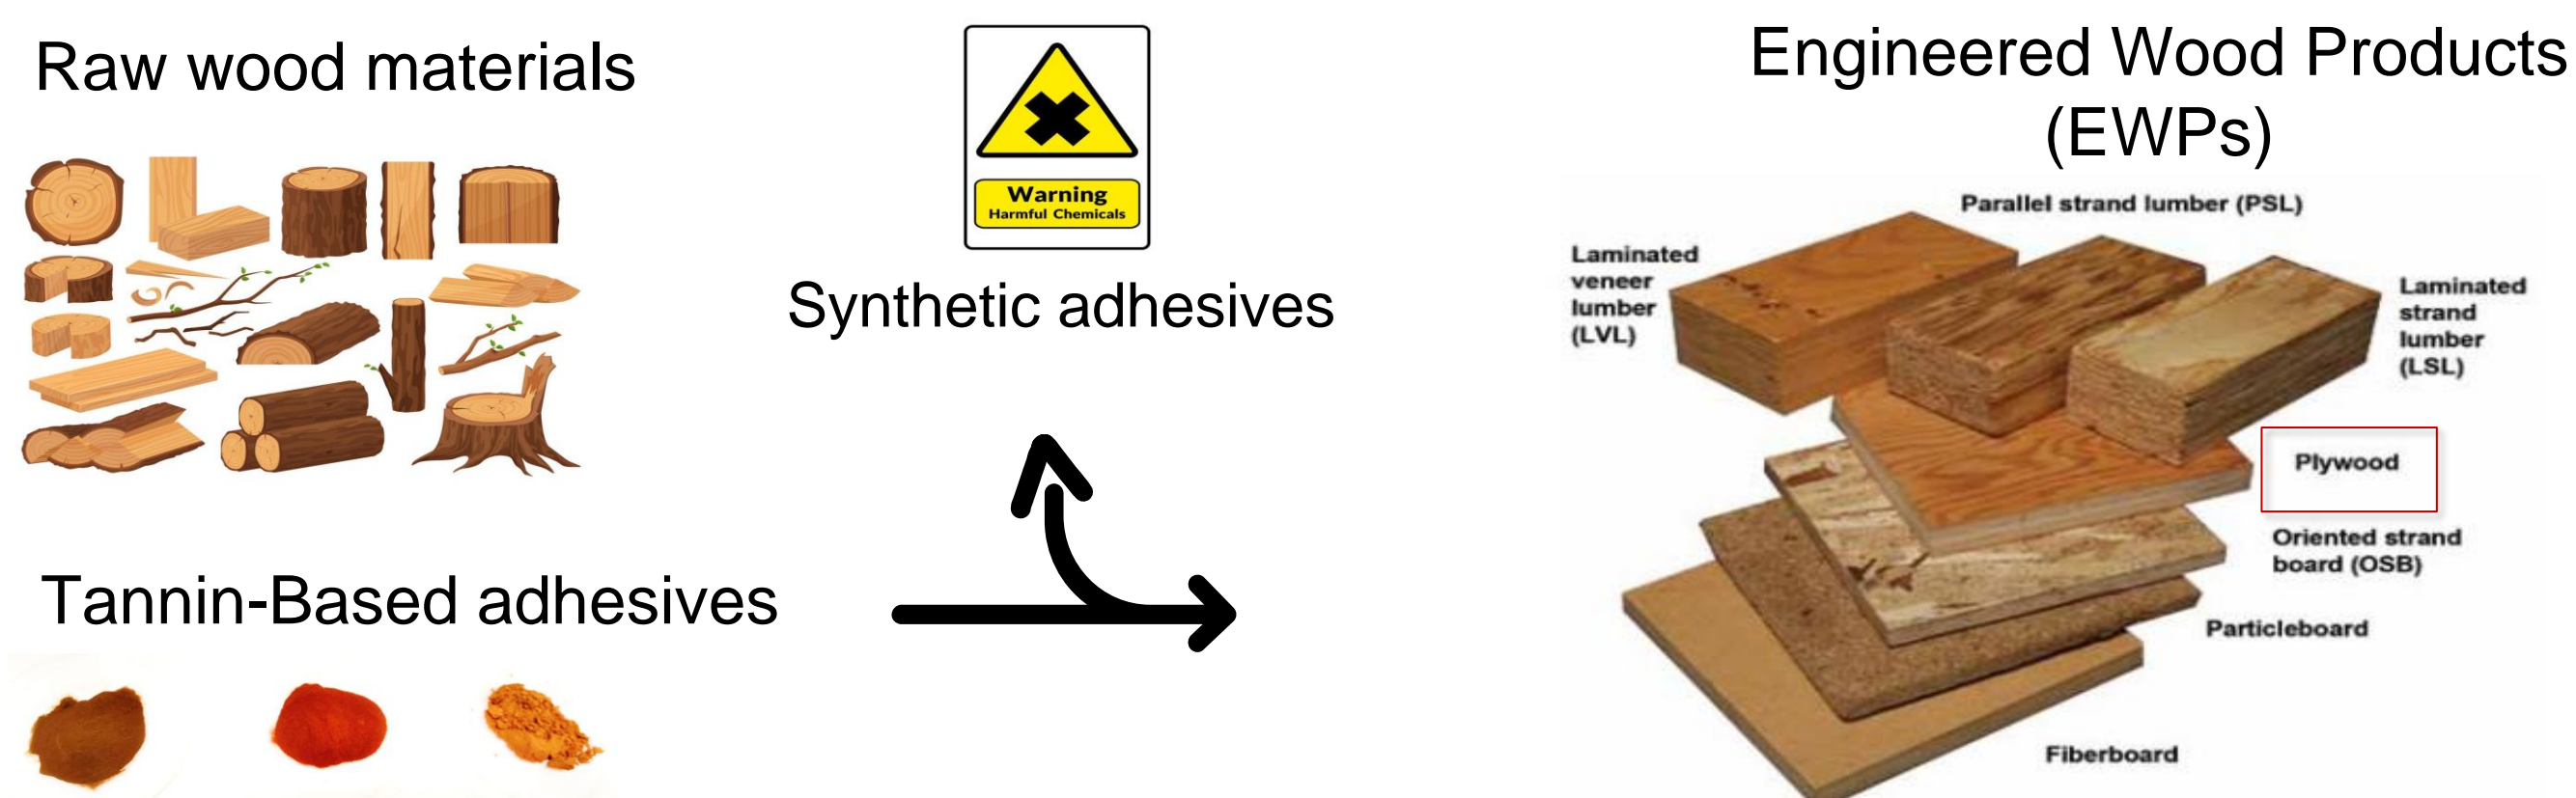 Raw wood materials
Warning
Harmful Chemicals
Synthetic adhesives
Tannin-Based adhesives
Engineered Wood Products
(EWPs)
Parallel strand lumber (PSL)
Laminated
veneer
lumber
(LVL)
Laminated
strand
lumber
(LSL)
Plywood
Oriented strand
board (OSB)
Particleboard
Fiberboard